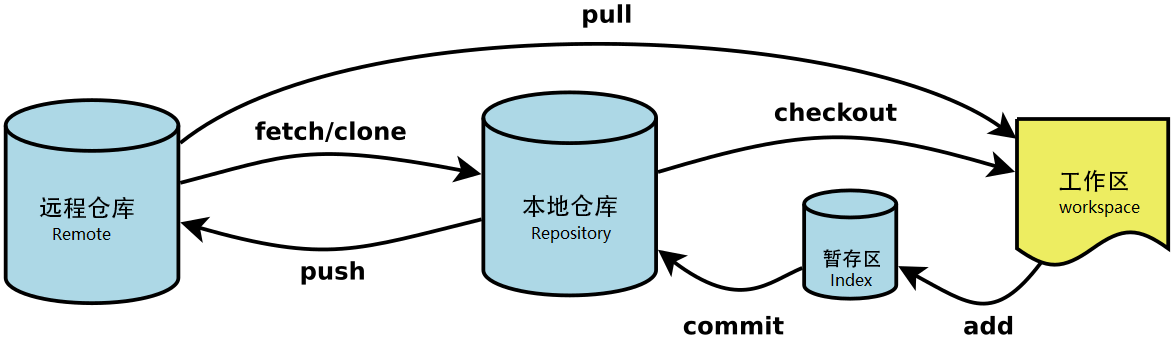 pull
fetch/clone
checkout
远程仓库
Remote
本地仓库
Repository
工作区
workspace
暂存区
Index
push
commit
add